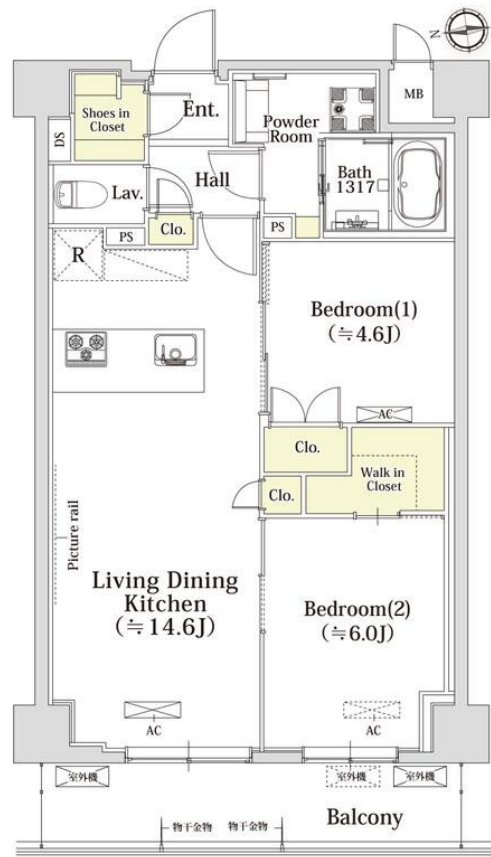 N
MB
Shoes in
Closet
Ent.
Powder
Room
DS
Bath
1317
Lav.
Hall
Clo.
PS
PS
R
Bedroom(1)
(≒4.6J)
AC
Clo.
Walk in
Closet
Clo.
Picture rail
Living Dining
Kitchen
(≒14.6J)
Bedroom(2)
(≒6.0J)
AC
AC
室外機
室外機
室外機
物干金物
物干金物
Balcony